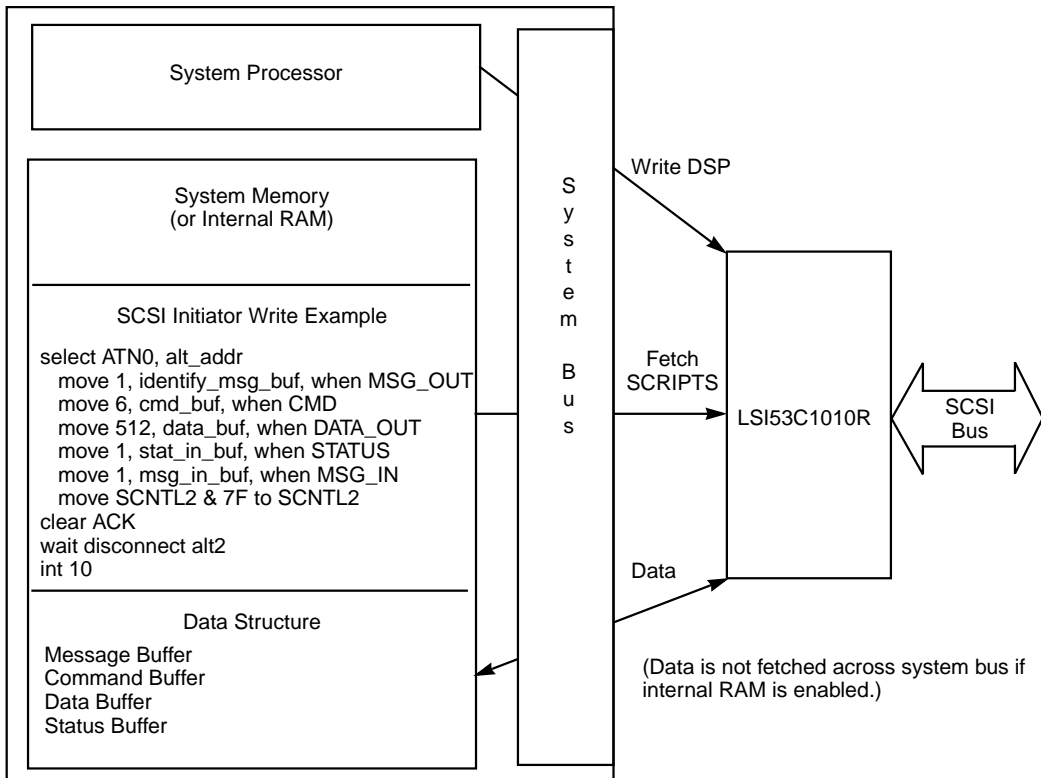 System Processor
System Memory
(or Internal RAM)
SCSI Initiator Write Example
select ATN0, alt_addr
move 1, identify_msg_buf, when MSG_OUT
move 6, cmd_buf, when CMD
move 512, data_buf, when DATA_OUT
move 1, stat_in_buf, when STATUS
move 1, msg_in_buf, when MSG_IN
move SCNTL2 & 7F to SCNTL2
clear ACK
wait disconnect alt2
int 10
Data Structure
Message Buffer
Command Buffer
Data Buffer
Status Buffer
System Bus
Write DSP
Fetch
SCRIPTS
Data
LSI53C1010R
SCSI
Bus
(Data is not fetched across system bus if
internal RAM is enabled.)